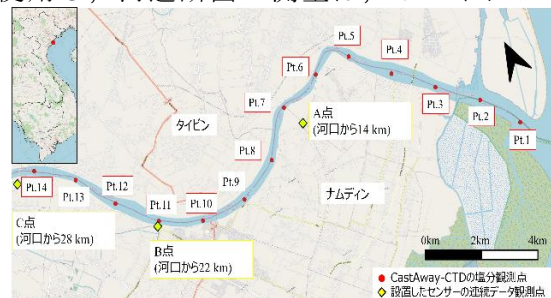 Pt.5
Pt.4
Pt.6
Pt.3
Pt.7
Pt.2
A点
(河口から14 km)
Pt.1
タイビン
Pt.8
Pt.14
Pt.12
Pt.9
ナムディン
Pt.13
Pt.11
Pt.10
0km 2km 4km
C点
(河口から28 km)
B点
(河口から22 km)
CastAway-CTDの塩分観測点
設置したセンサーの連続データ観測点